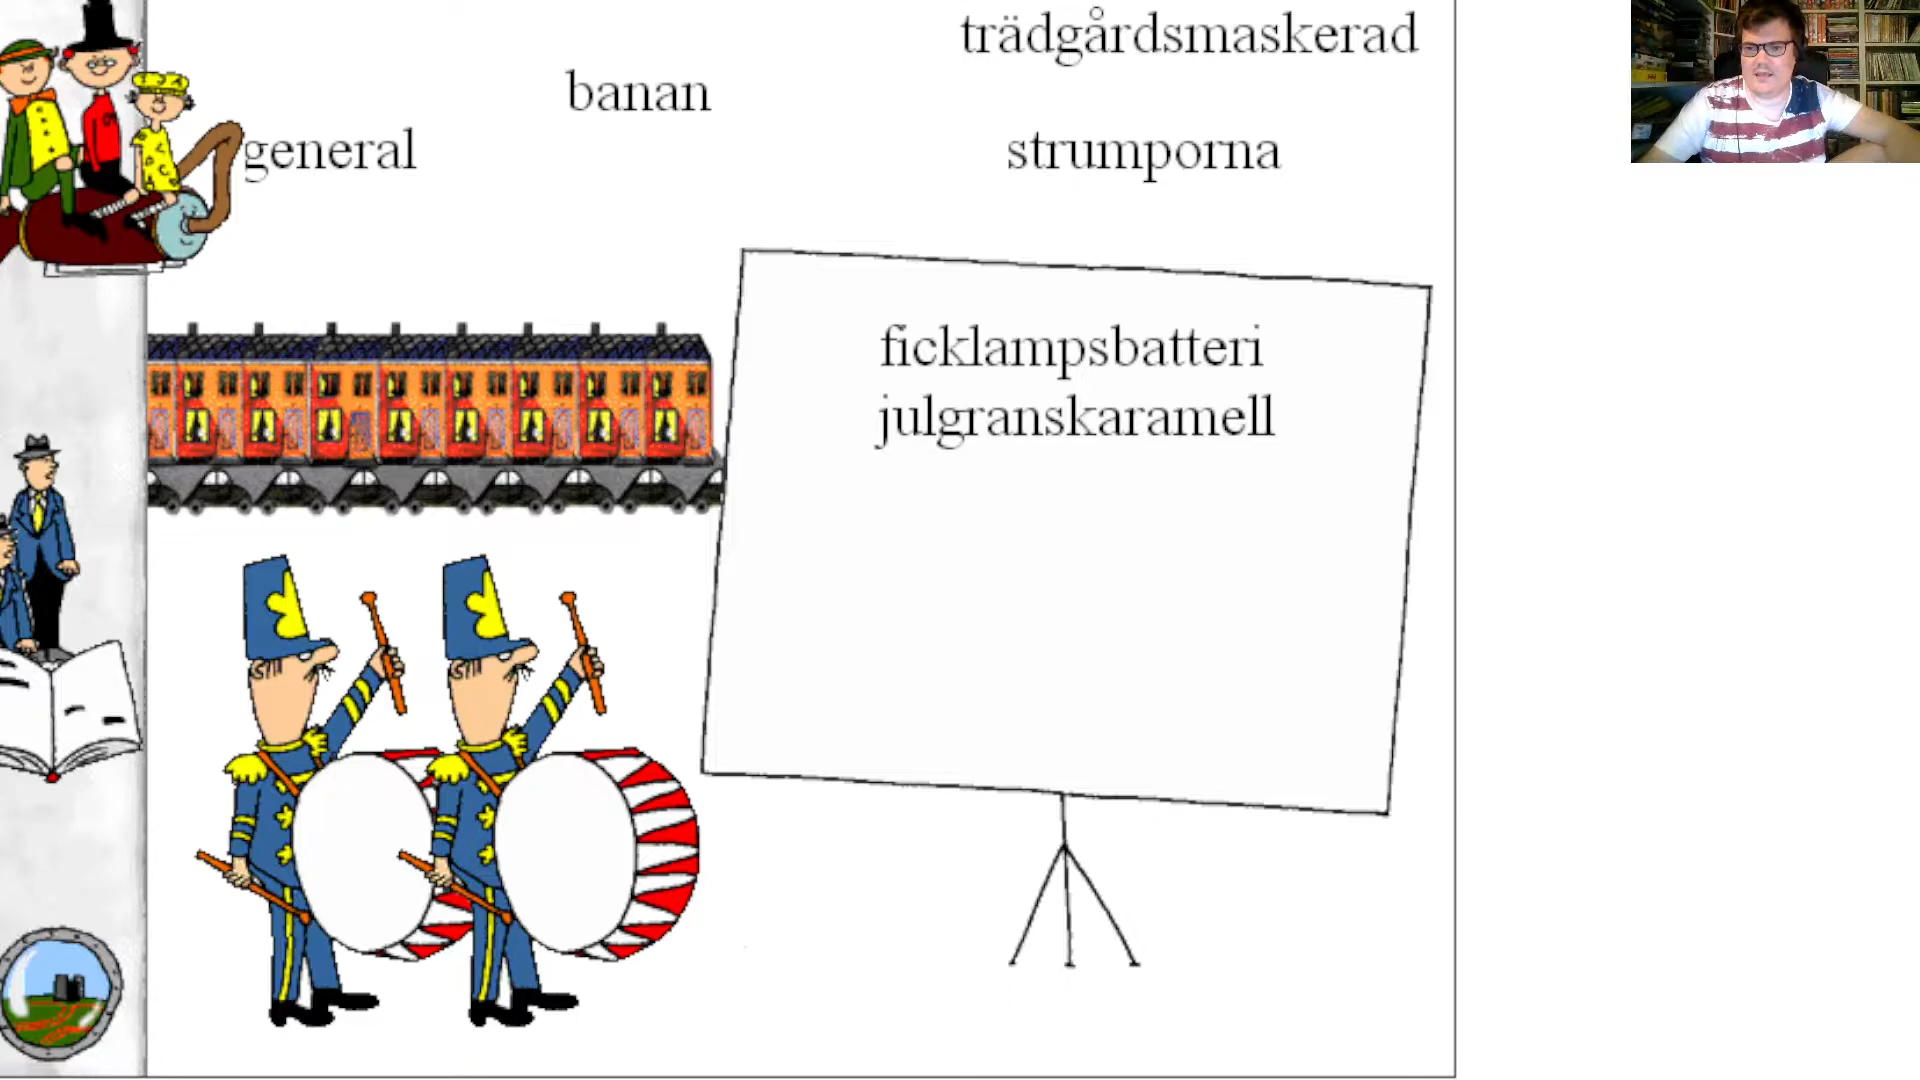 trädgårdsmaskerad
banan
general
strumporna
ficklampsbatteri
julgranskaramell